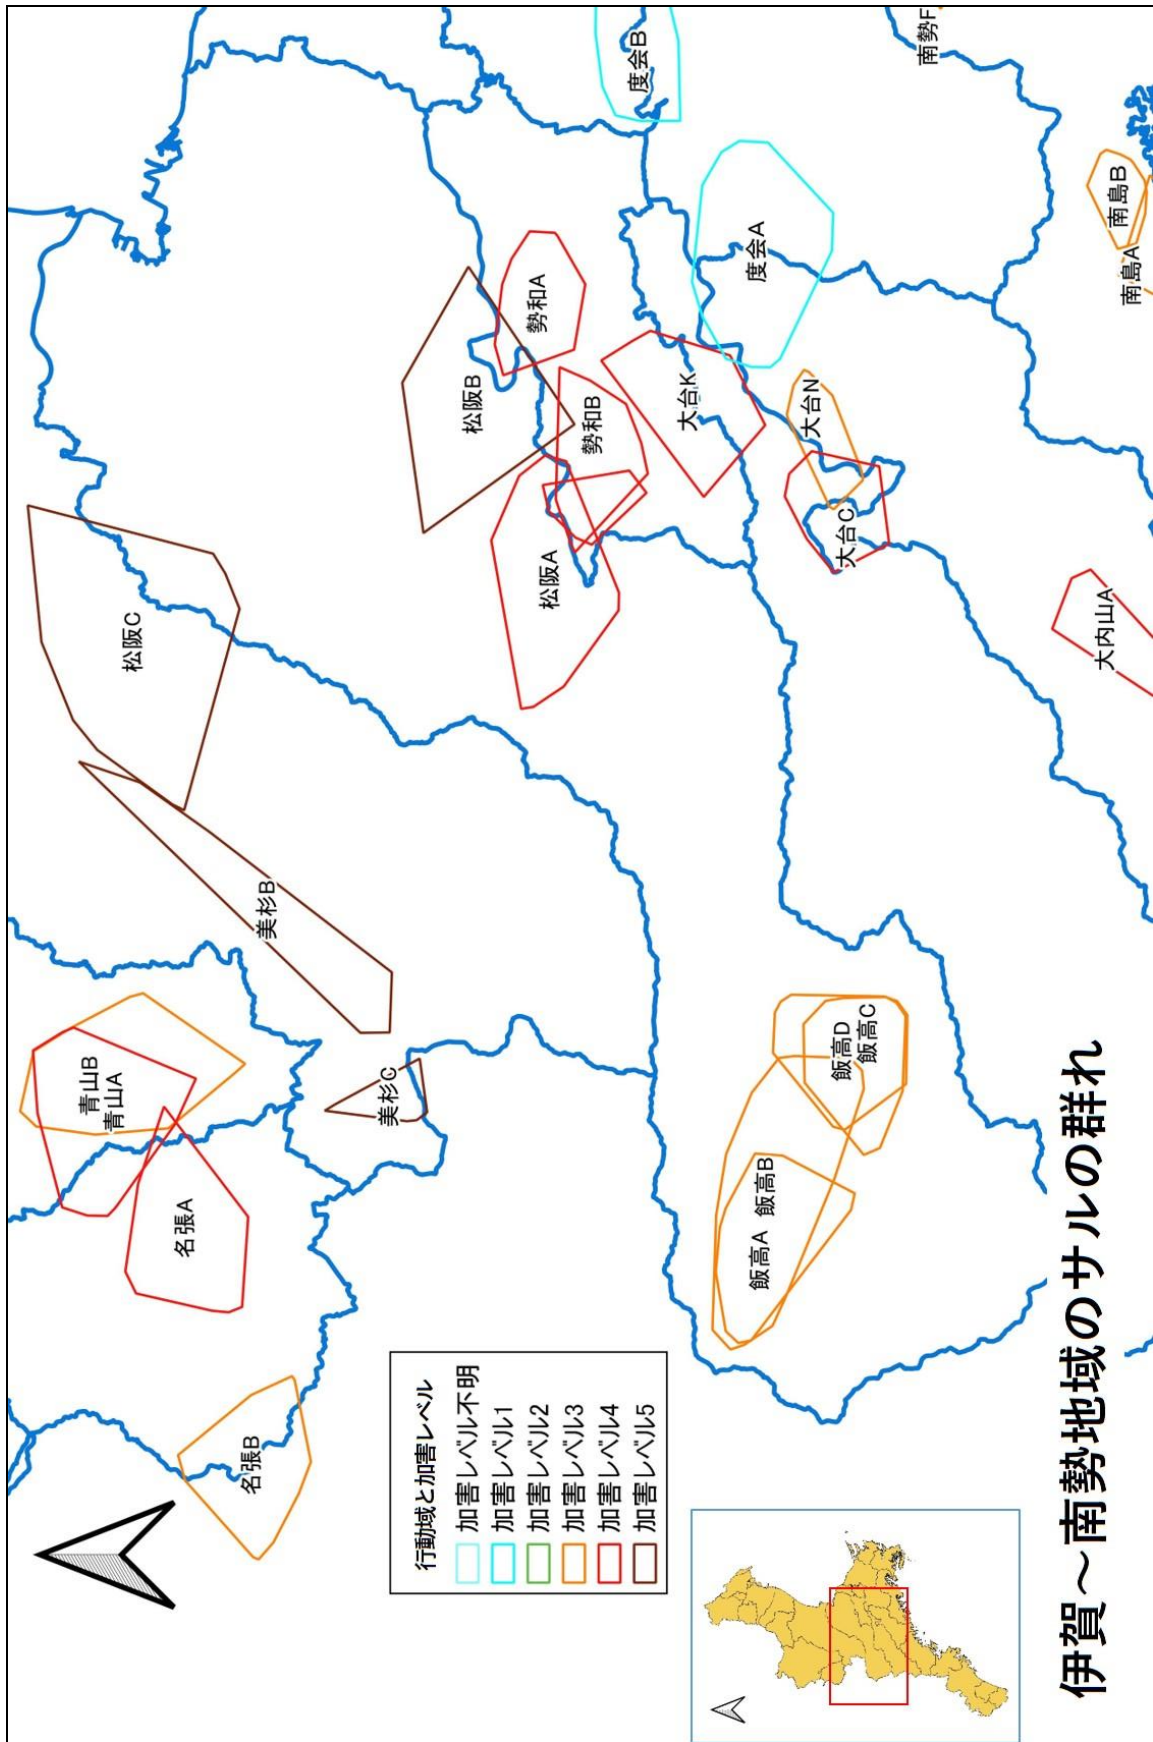 伊賀～南勢地域のサルの群れ
行動域と加害レベル
加害レベル不明
加害レベル1
加害レベル2
加害レベル3
加害レベル4
加害レベル5
名張B
名張A
青山B
青山A
美杉C
美杉B
松阪C
松阪B
松阪A
勢和A
勢和B
大台K
大台N
大台C
大内山A
度会B
度会A
南勢F
南島B
南島A
飯高A
飯高B
飯高D
飯高C